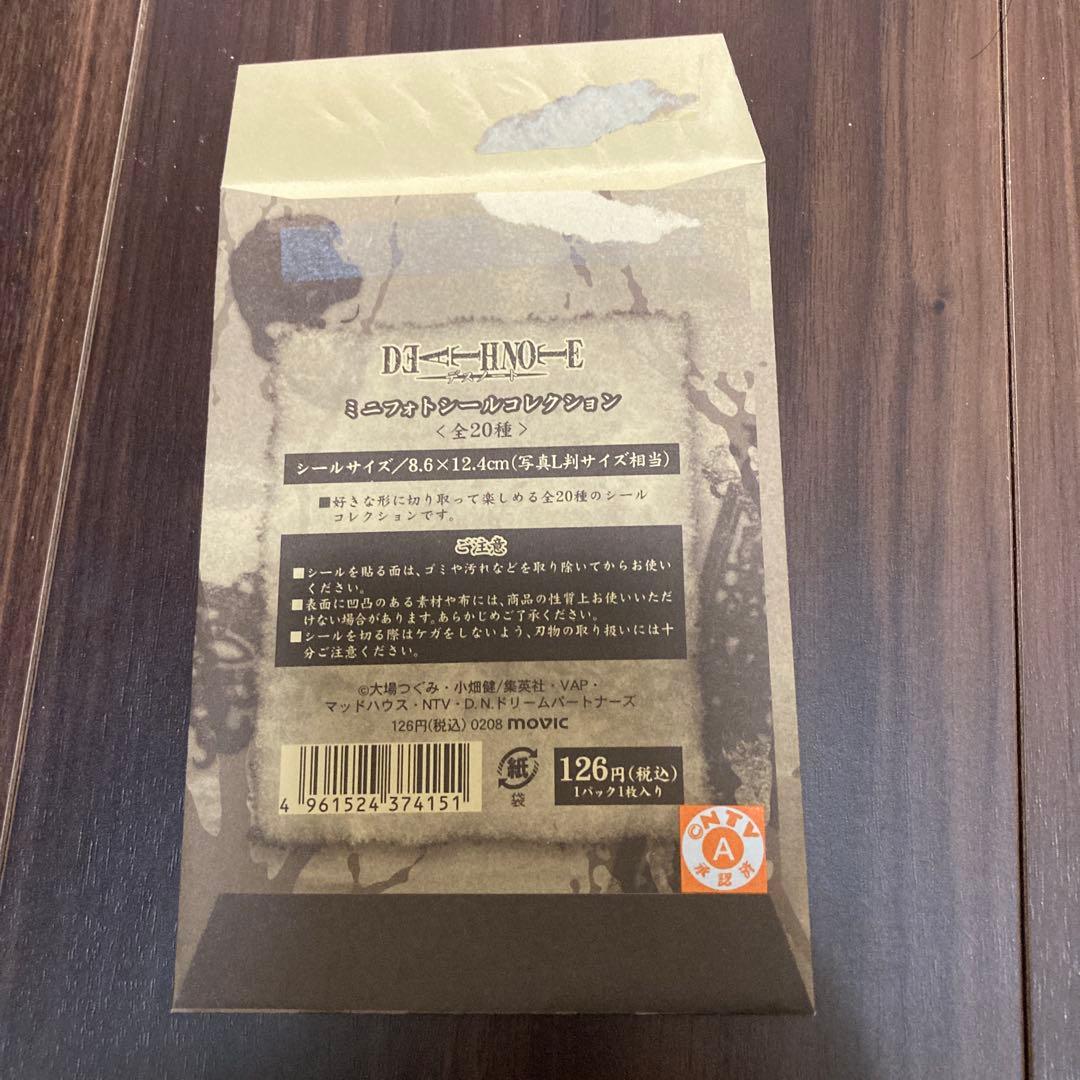 DEATH NOTE
デスノート
ミニフォトシールコレクション
<全20種>
シールサイズ/8.6×12.4cm(写真L判サイズ相当)
■好きな形に切り取って楽しめる全20種のシール
コレクションです。
ご注意
■シールを貼る面は、ゴミや汚れなどを取り除いてからお使い
ください。
■表面に凹凸のある素材や布には、商品の性質上お使いいただ
けない場合があります。あらかじめご了承ください。
■シールを切る際はケガをしないよう、刃物の取り扱いには十
分ご注意ください。
©大場つぐみ・小畑健/集英社・VAP・
マッドハウス・NTV・D.N.ドリームパートナーズ
126円(税込) 0208 movic
4 961524 374151
紙
袋
126円(税込)
1パック1枚入り
©NTV
A
承認済